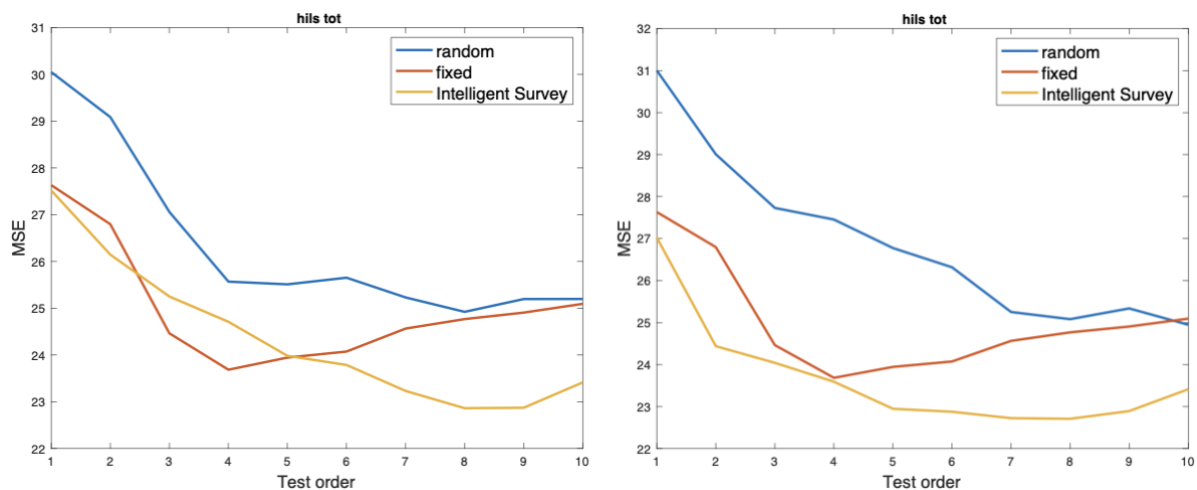 hils tot
31
30
29
28
27
26
25
24
23
22
MSE
random
fixed
Intelligent Survey
1 2 3 4 5 6 7 8 9 10
Test order
hils tot
32
31
30
29
28
27
26
25
24
23
22
MSE
random
fixed
Intelligent Survey
1 2 3 4 5 6 7 8 9 10
Test order